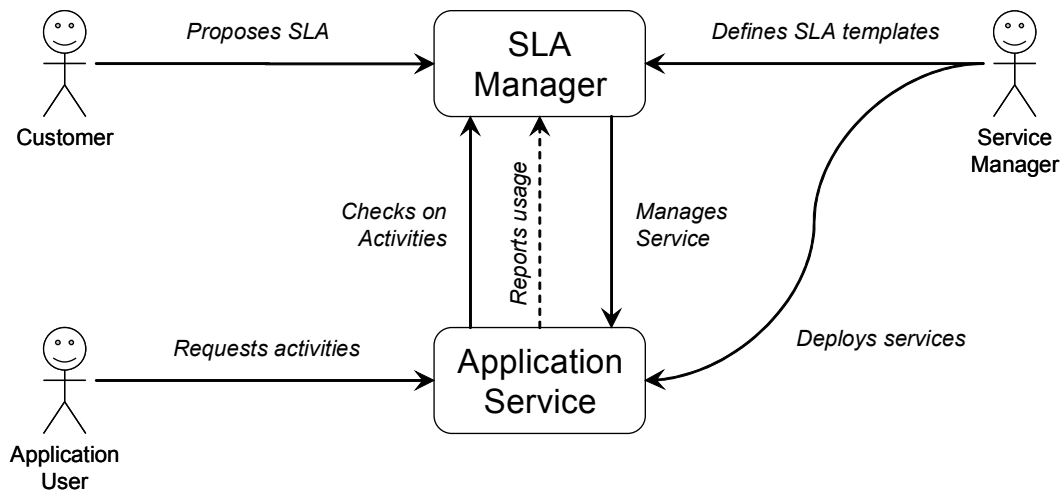 Proposes SLA
SLA
Manager
Defines SLA templates
Customer
Service
Manager
Checks on
Activities
Reports usage
Manages
Service
Requests activities
Application
Service
Deploys services
Application
User